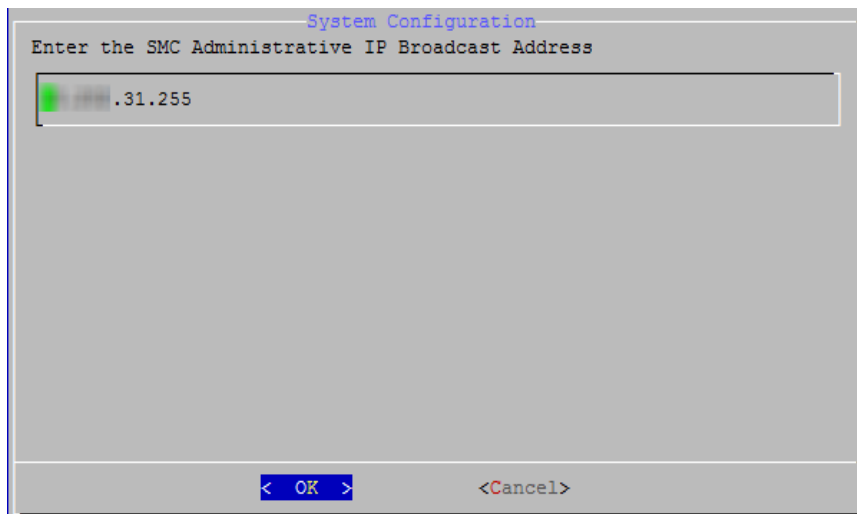 System Configuration
Enter the SMC Administrative IP Broadcast Address
.31.255
< OK > <Cancel>